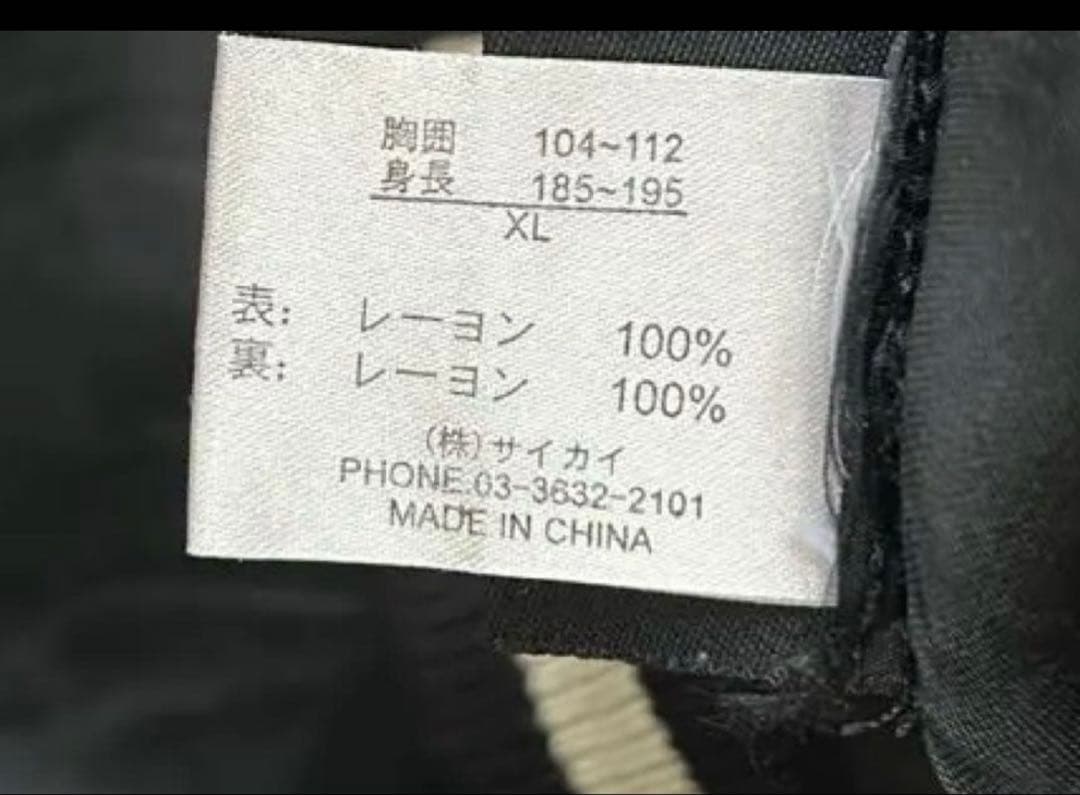 胸囲 104~112
身長 185~195
XL
表: レーヨン 100%
裏: レーヨン 100%
(株)サイカイ
PHONE.03-3632-2101
MADE IN CHINA